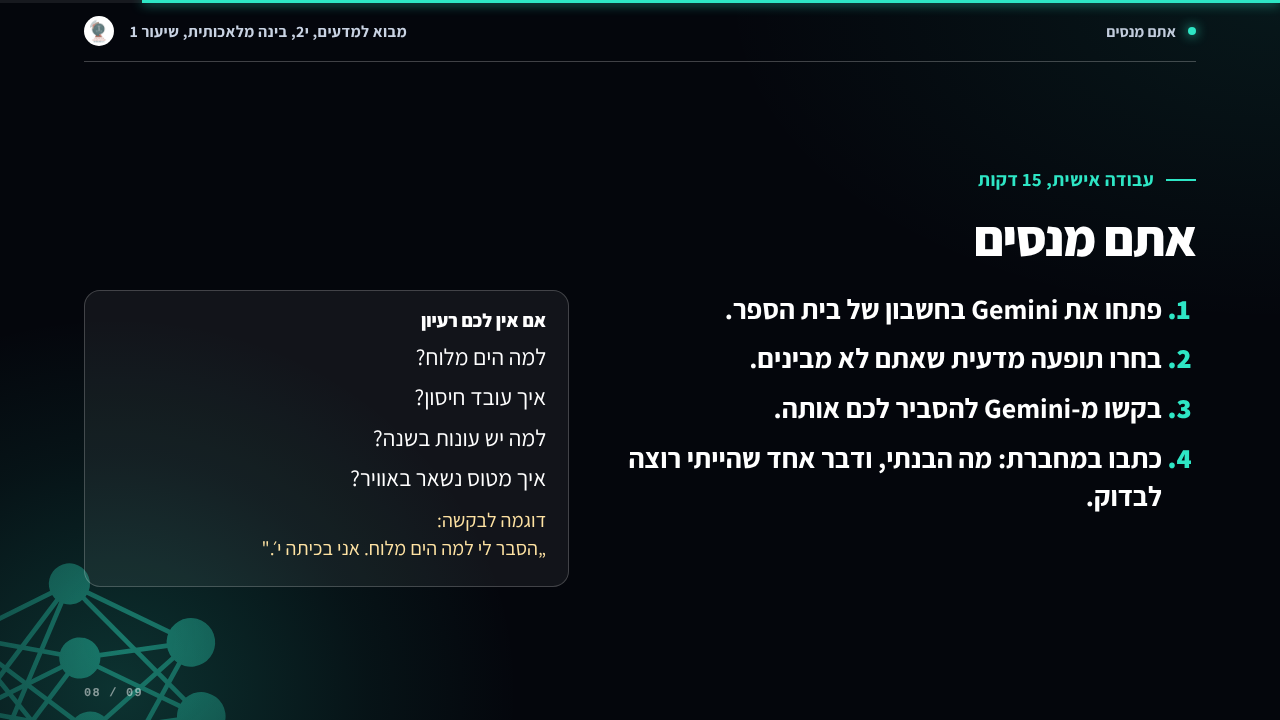 אתם מנסים
מבוא למדעים, י2, בינה מלאכותית, שיעור 1
עבודה אישית, 15 דקות
אתם מנסים
1. פתחו את Gemini בחשבון של בית הספר.
2. בחרו תופעה מדעית שאתם לא מבינים.
3. בקשו מ-Gemini להסביר לכם אותה.
4. כתבו במחברת: מה הבנתי, ודבר אחד שהייתי רוצה
לבדוק.
אם אין לכם רעיון
למה הים מלוח?
איך עובד חיסון?
למה יש עונות בשנה?
איך מטוס נשאר באוויר?
דוגמה לבקשה:
„הסבר לי למה הים מלוח. אני בכיתה י׳."
08 / 09